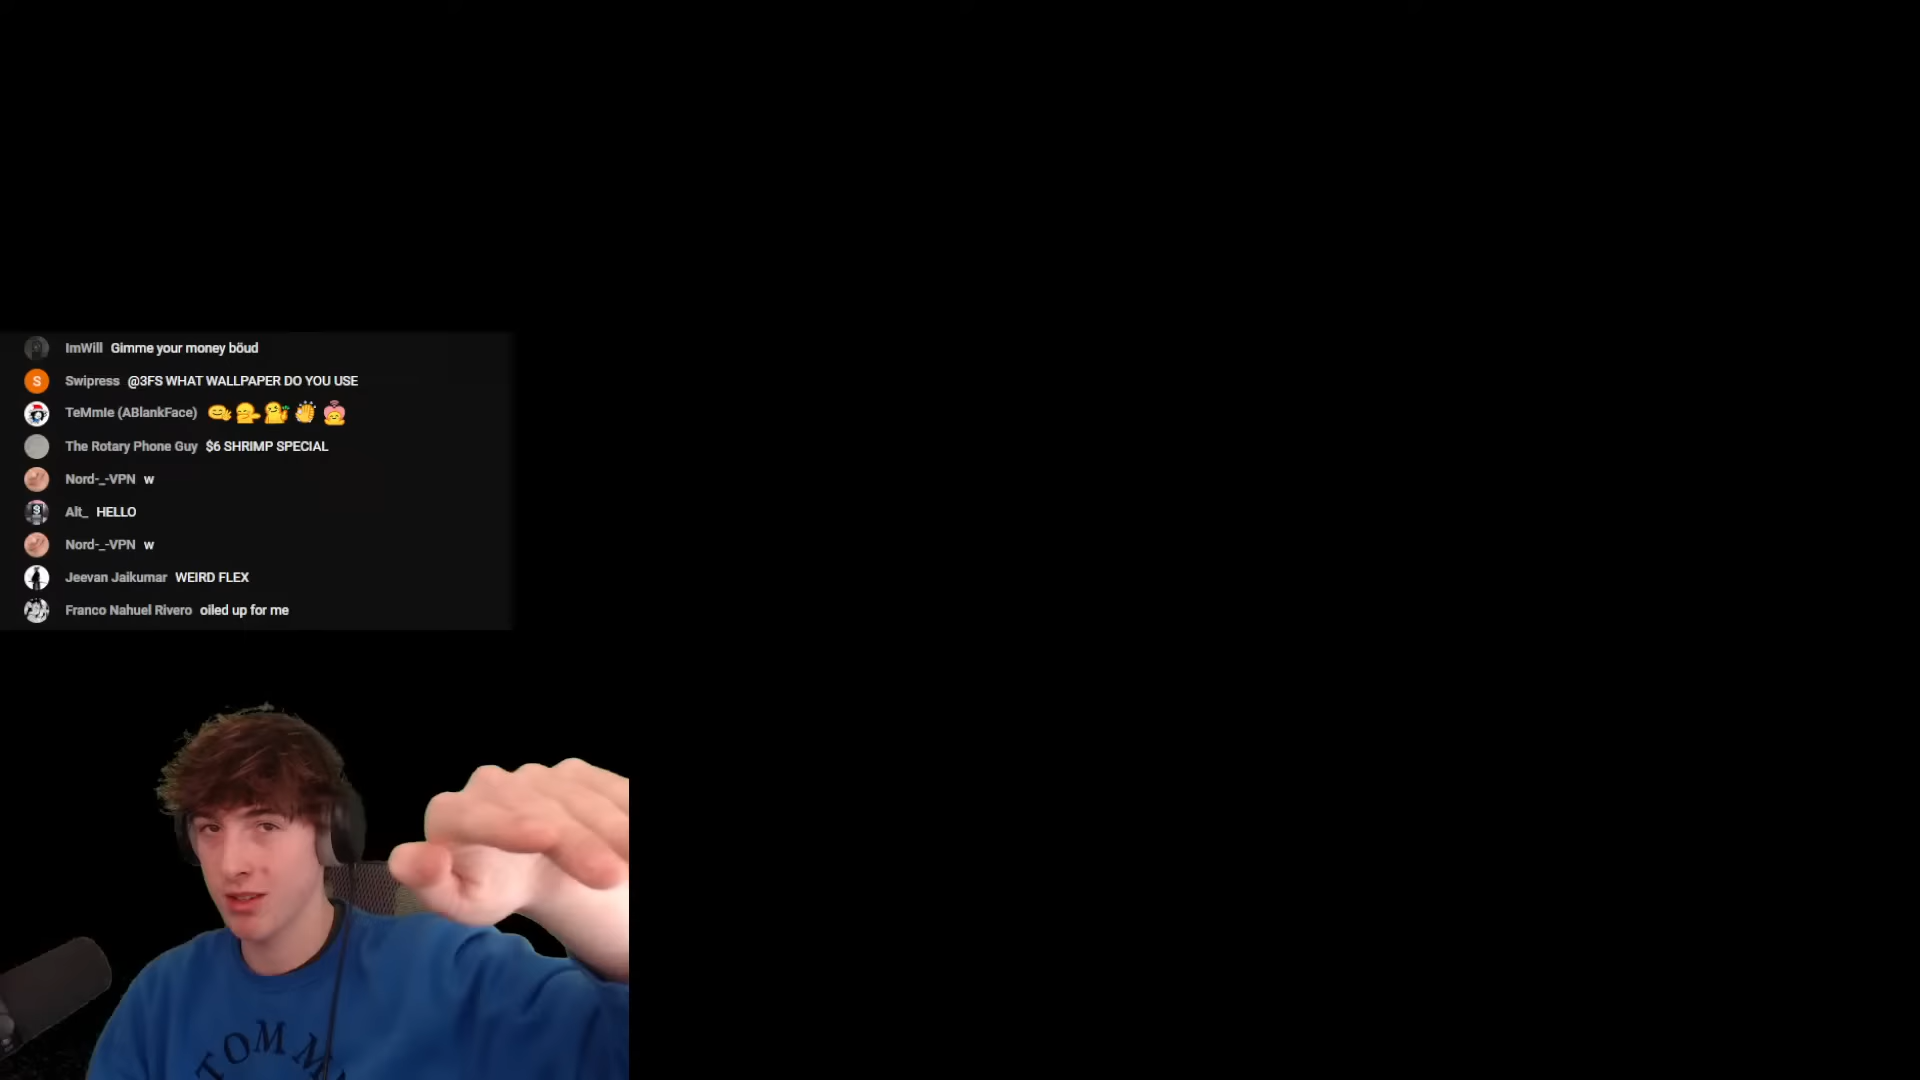 ImWill Gimme your money böud
Swipress @3FS WHAT WALLPAPER DO YOU USE
TeMmIe (ABlankFace)
The Rotary Phone Guy $6 SHRIMP SPECIAL
Nord-_-VPN w
Alt_ HELLO
Nord-_-VPN w
Jeevan Jaikumar WEIRD FLEX
Franco Nahuel Rivero oiled up for me